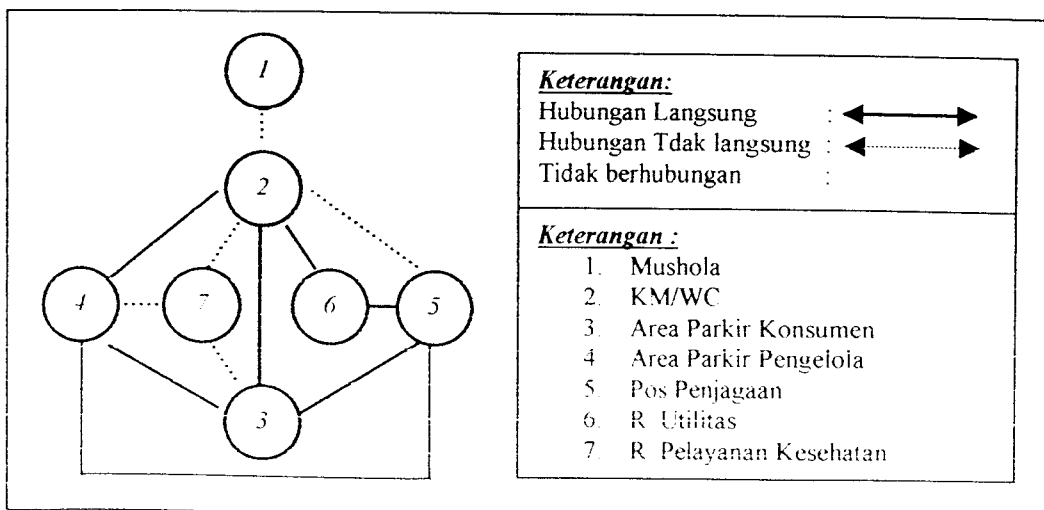 1
2
4
7
6
5
3
Keterangan:
Hubungan Langsung :
Hubungan Tdak langsung :
Tidak berhubungan :
Keterangan :
1. Mushola
2. KM/WC
3. Area Parkir Konsumen
4 Area Parkir Pengelola
5. Pos Penjagaan
6. R Utilitas
7. R Pelayanan Kesehatan